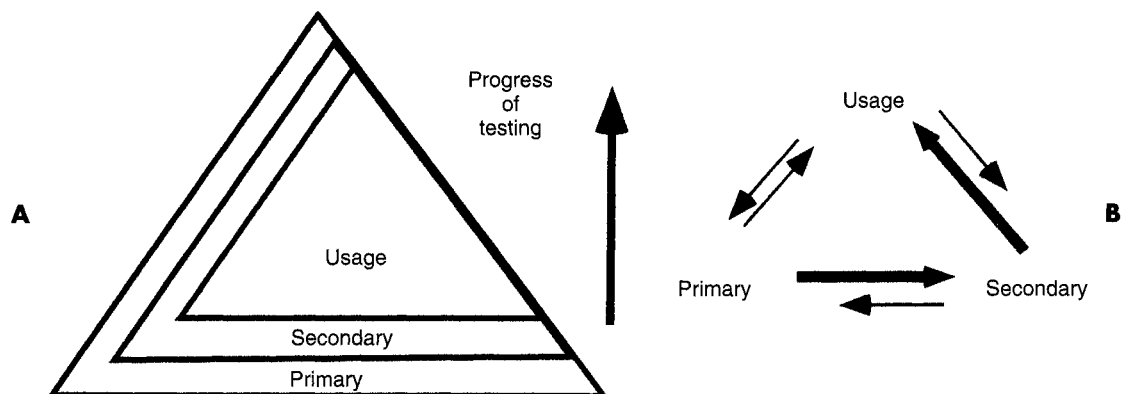 A
Usage
Secondary
Primary
Progress
of
testing
Usage
Primary
Secondary
B